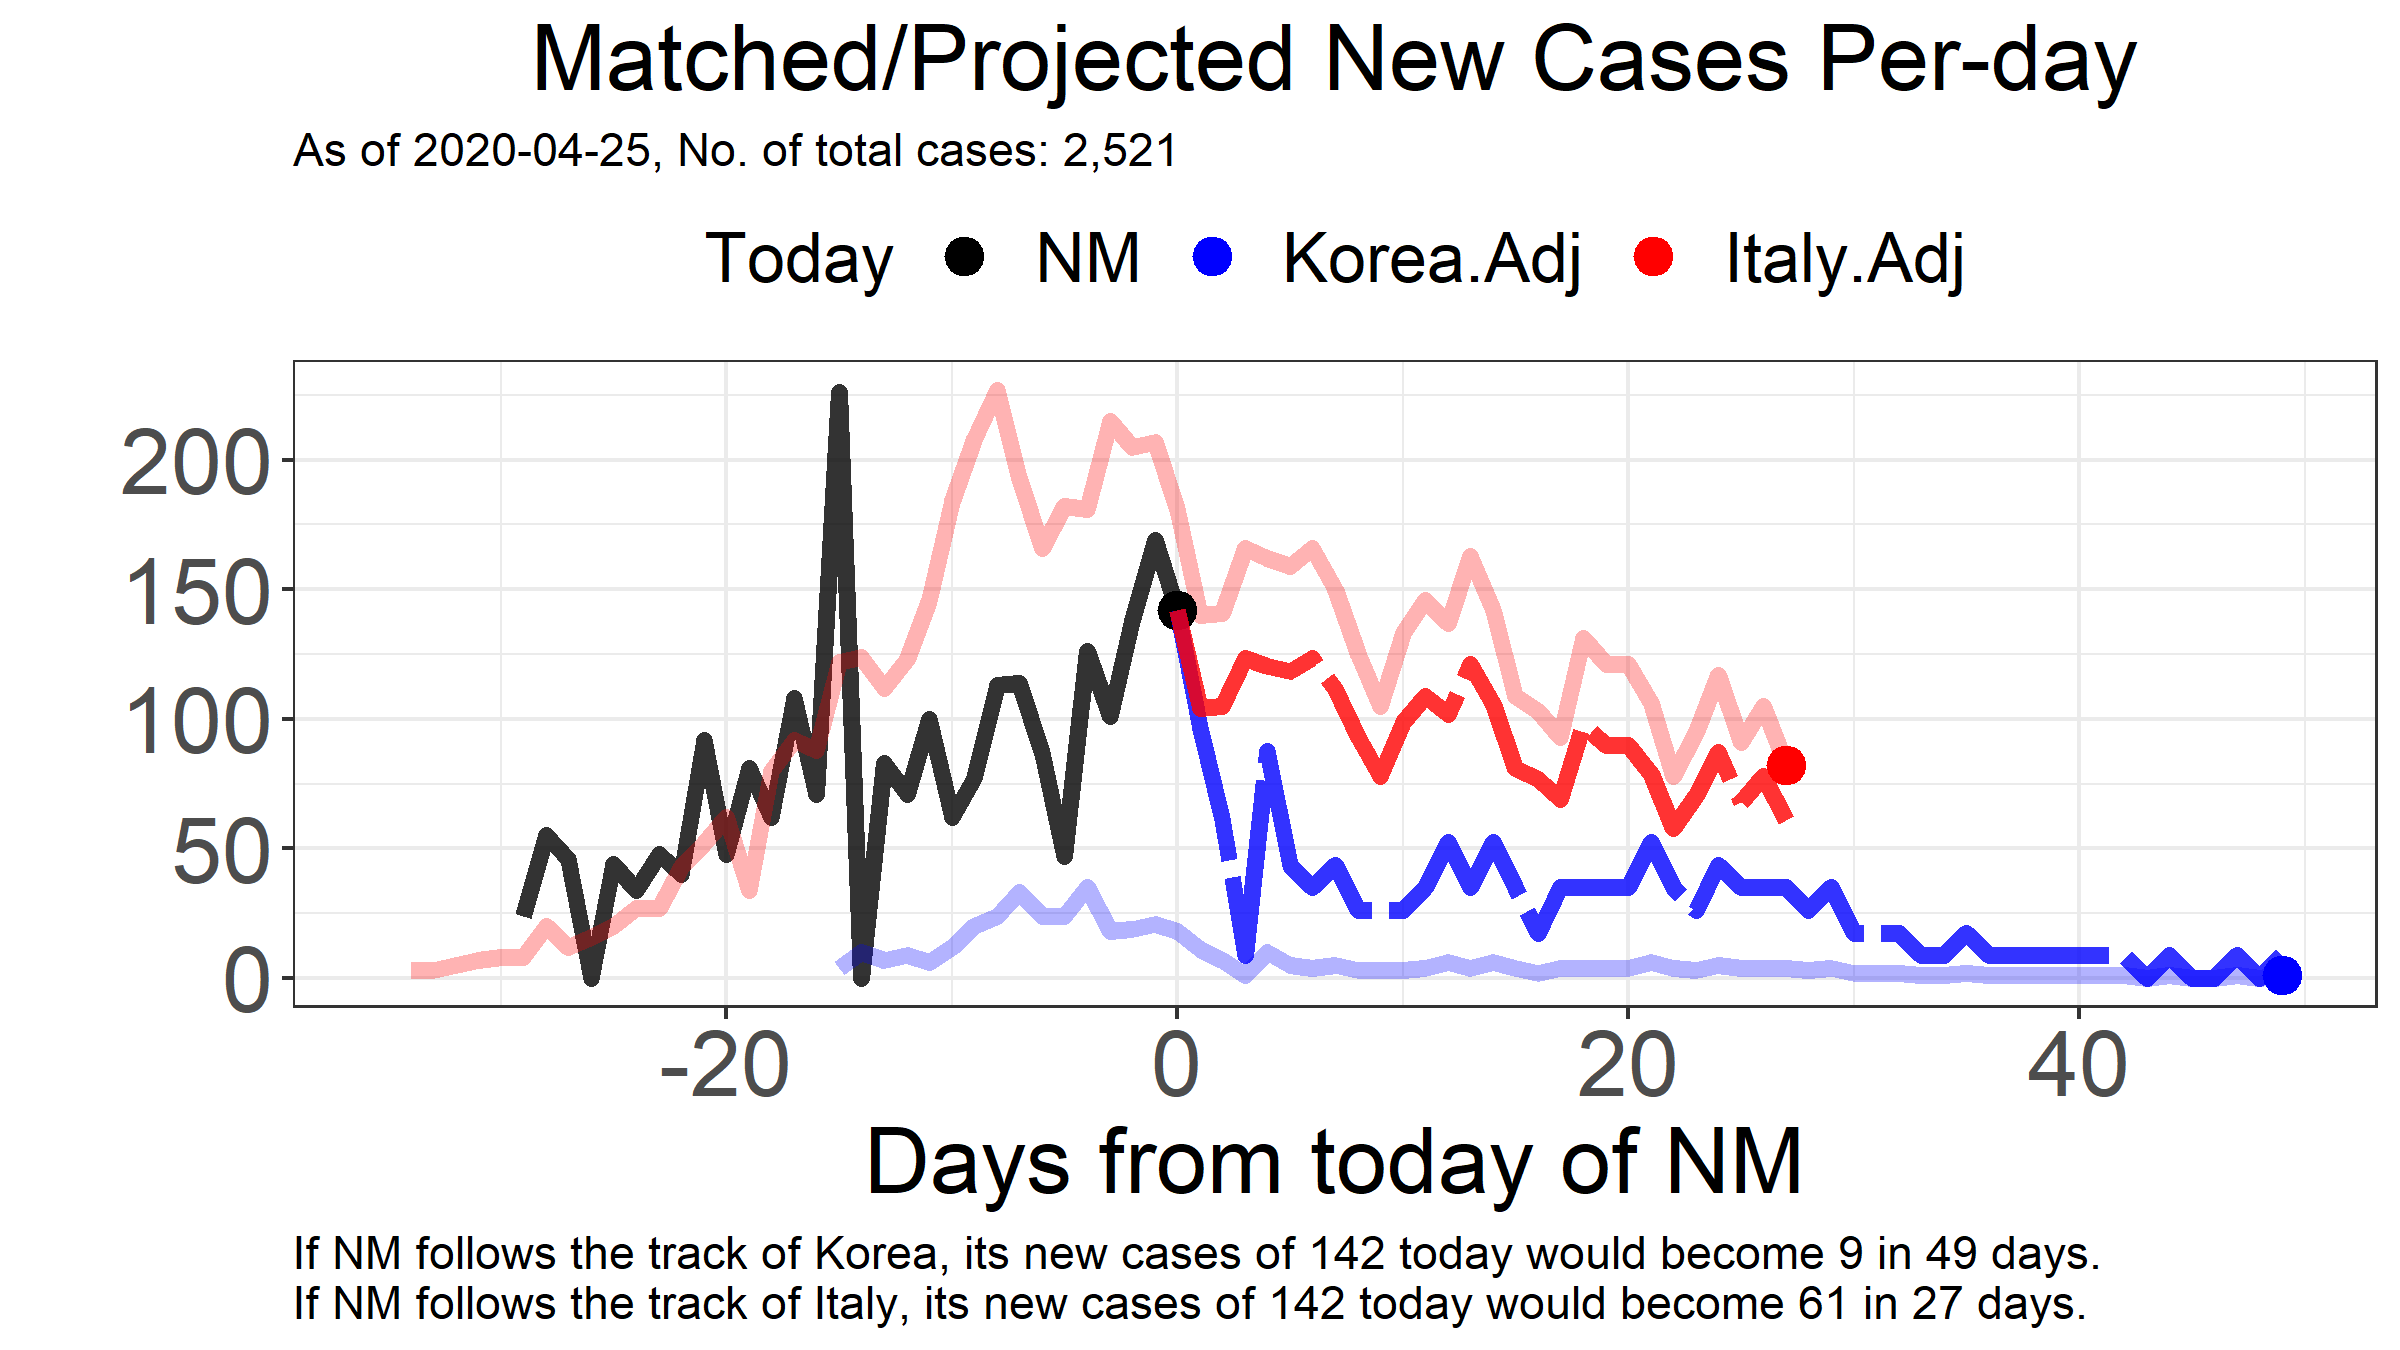 Matched/Projected New Cases Per-day
As of 2020-04-25, No. of total cases: 2,521
Today NM Korea.Adj Italy.Adj
200
150
100
50
0
-20 0 20 40
Days from today of NM
If NM follows the track of Korea, its new cases of 142 today would become 9 in 49 days.
If NM follows the track of Italy, its new cases of 142 today would become 61 in 27 days.